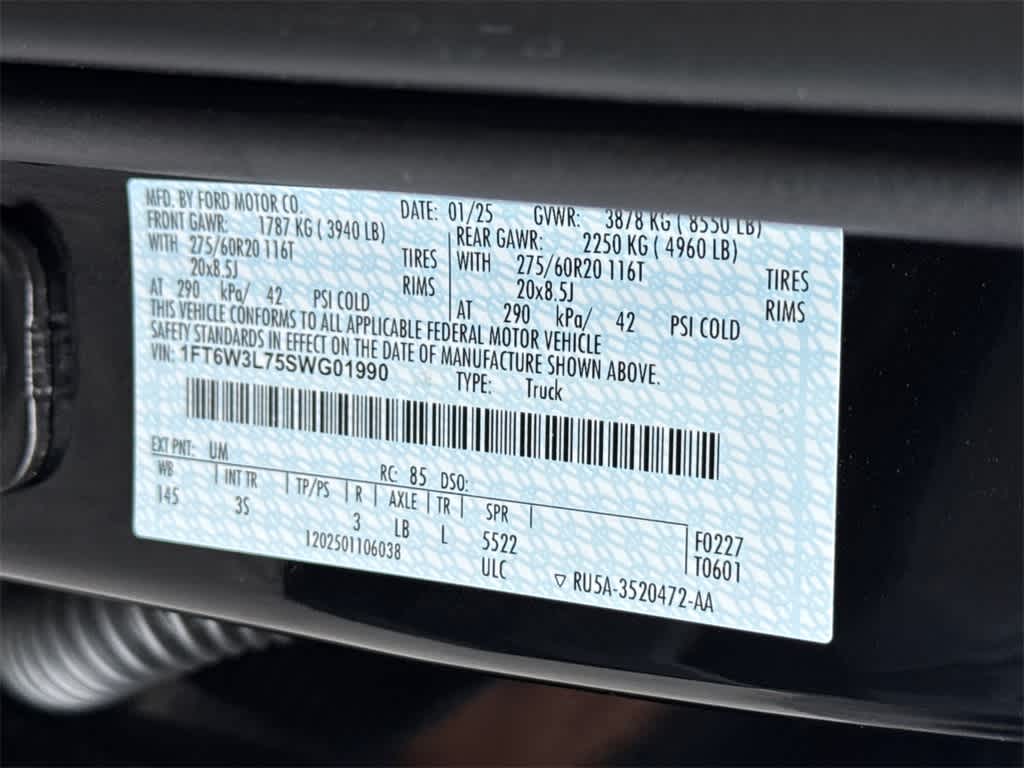 MFD. BY FORD MOTOR CO. DATE: 01/25 GVWR: 3878 KG ( 8550 LB)
FRONT GAWR: 1787 KG ( 3940 LB) REAR GAWR: 2250 KG ( 4960 LB)
WITH 275/60R20 116T TIRES WITH 275/60R20 116T TIRES
20x8.5J RIMS 20x8.5J RIMS
AT 290 kPa/ 42 PSI COLD AT 290 kPa/ 42 PSI COLD
THIS VEHICLE CONFORMS TO ALL APPLICABLE FEDERAL MOTOR VEHICLE
SAFETY STANDARDS IN EFFECT ON THE DATE OF MANUFACTURE SHOWN ABOVE.
VIN: 1FT6W3L75SWG01990 TYPE: Truck
EXT PNT: UM RC: 85 DSO:
WB INT TR TP/PS R AXLE TR SPR
145 3S 3 LB L 5522 F0227
1202501106038 ULC T0601
▽ RU5A-3520472-AA